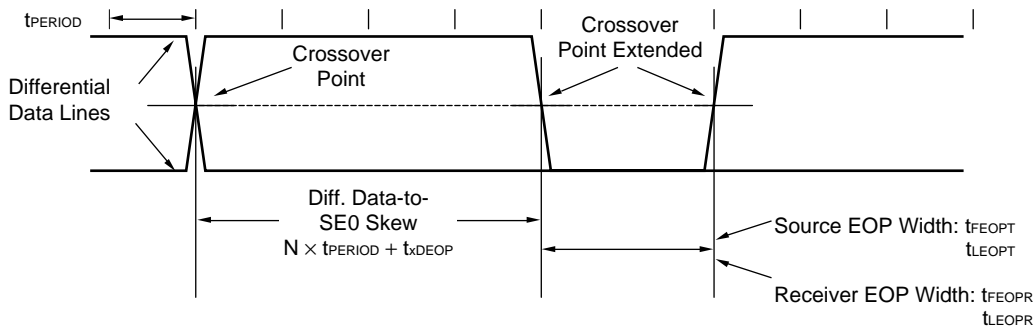 tPERIOD
Differential
Data Lines
Crossover
Point
Crossover
Point Extended
Diff. Data-to-
SE0 Skew
N × tPERIOD + txDEOP
Source EOP Width: tFEOPT
tLEOPT
Receiver EOP Width: tFEOPR
tLEOPR